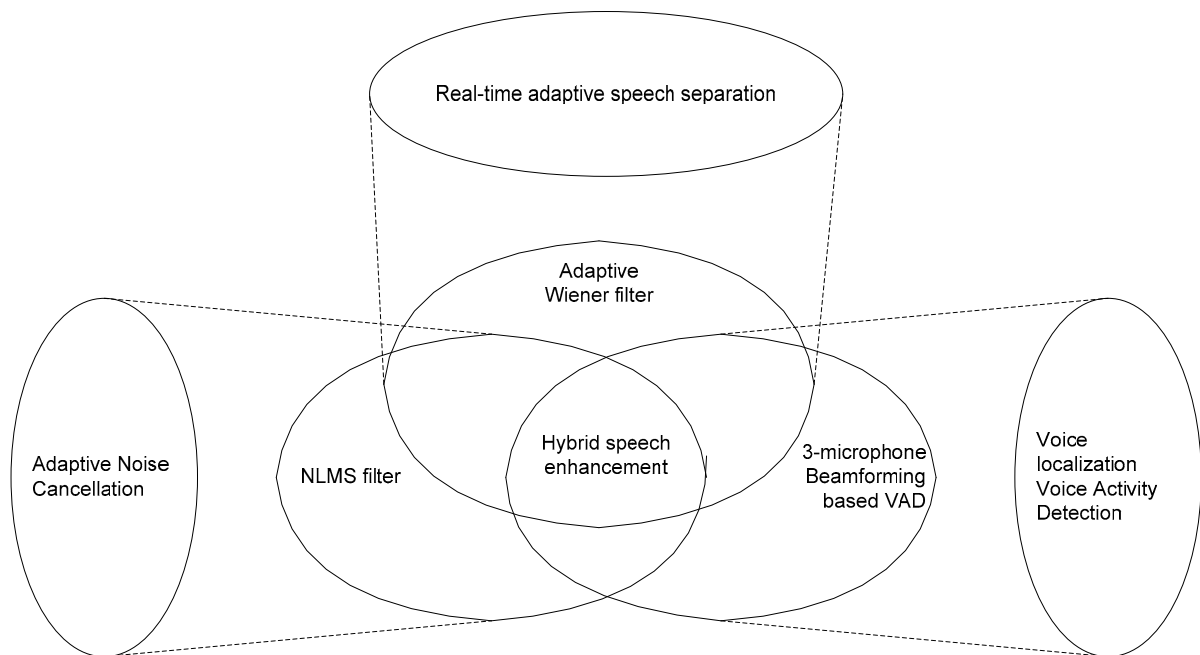 Real-time adaptive speech separation
Adaptive
Wiener filter
Adaptive Noise
Cancellation
NLMS filter
Hybrid speech
enhancement
3-microphone
Beamforming
based VAD
Voice
localization
Voice Activity
Detection